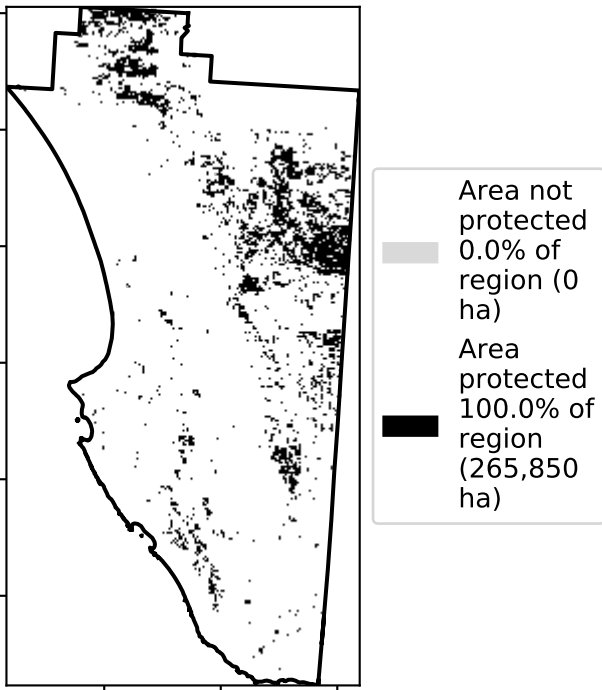 Area not
protected
0.0% of
region (0
ha)
Area
protected
100.0% of
region
(265,850
ha)